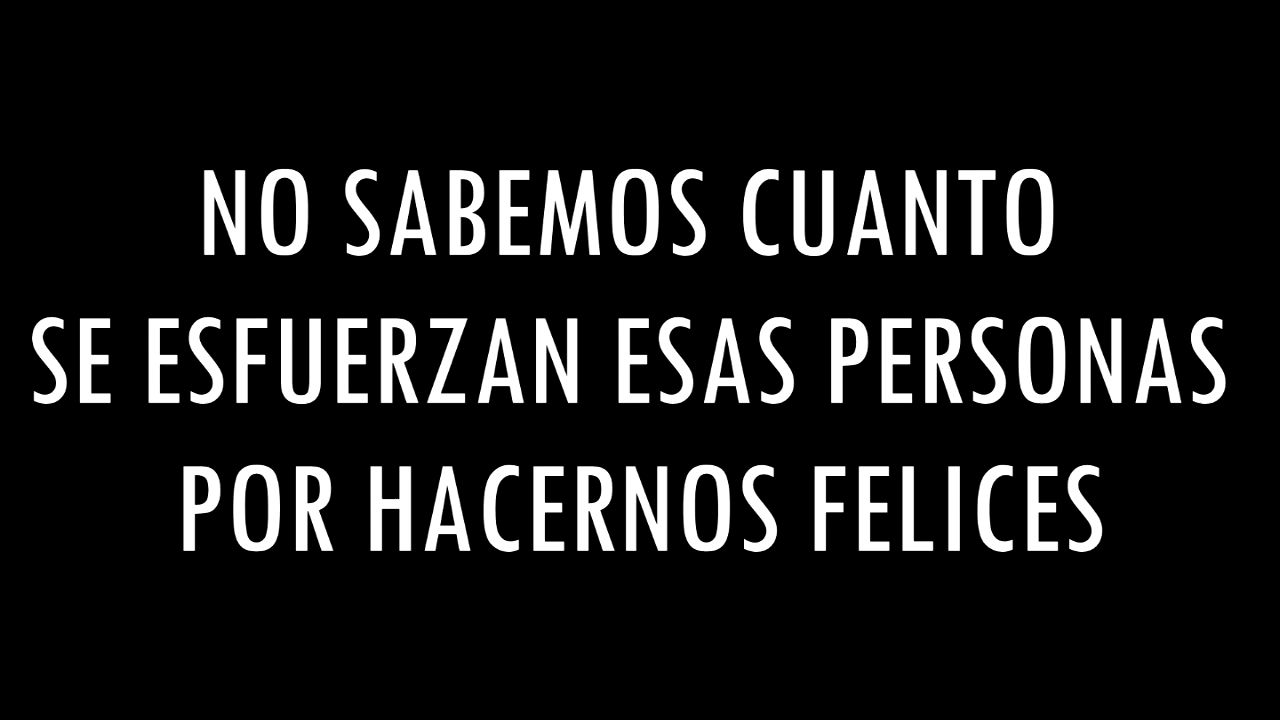 NO SABEMOS CUANTO
SE ESFUERZAN ESAS PERSONAS
POR HACERNOS FELICES